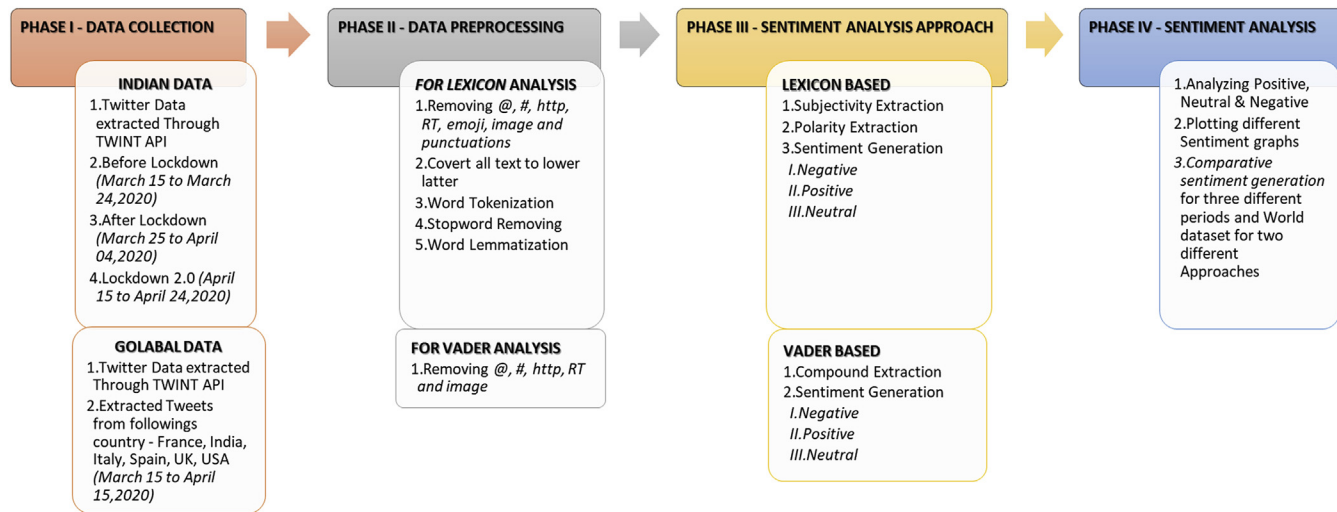 PHASE I - DATA COLLECTION
INDIAN DATA
1.Twitter Data
extracted Through
TWINT API
2.Before Lockdown
(March 15 to March
24,2020)
3.After Lockdown
(March 25 to April
04,2020)
4.Lockdown 2.0 (April
15 to April 24,2020)
GOLABAL DATA
1.Twitter Data extracted
Through TWINT API
2.Extracted Tweets
from followings
country - France, India,
Italy, Spain, UK, USA
(March 15 to April
15,2020)
PHASE II - DATA PREPROCESSING
FOR LEXICON ANALYSIS
1.Removing @, #, http,
RT, emoji, image and
punctuations
2.Covert all text to lower
latter
3.Word Tokenization
4.Stopword Removing
5.Word Lemmatization
FOR VADER ANALYSIS
1.Removing @, #, http, RT
and image
PHASE III - SENTIMENT ANALYSIS APPROACH
LEXICON BASED
1.Subjectivity Extraction
2.Polarity Extraction
3.Sentiment Generation
I.Negative
II.Positive
III.Neutral
VADER BASED
1.Compound Extraction
2.Sentiment Generation
I.Negative
II.Positive
III.Neutral
PHASE IV - SENTIMENT ANALYSIS
1.Analyzing Positive,
Neutral & Negative
2.Plotting different
Sentiment graphs
3.Comparative
sentiment generation
for three different
periods and World
dataset for two
different
Approaches